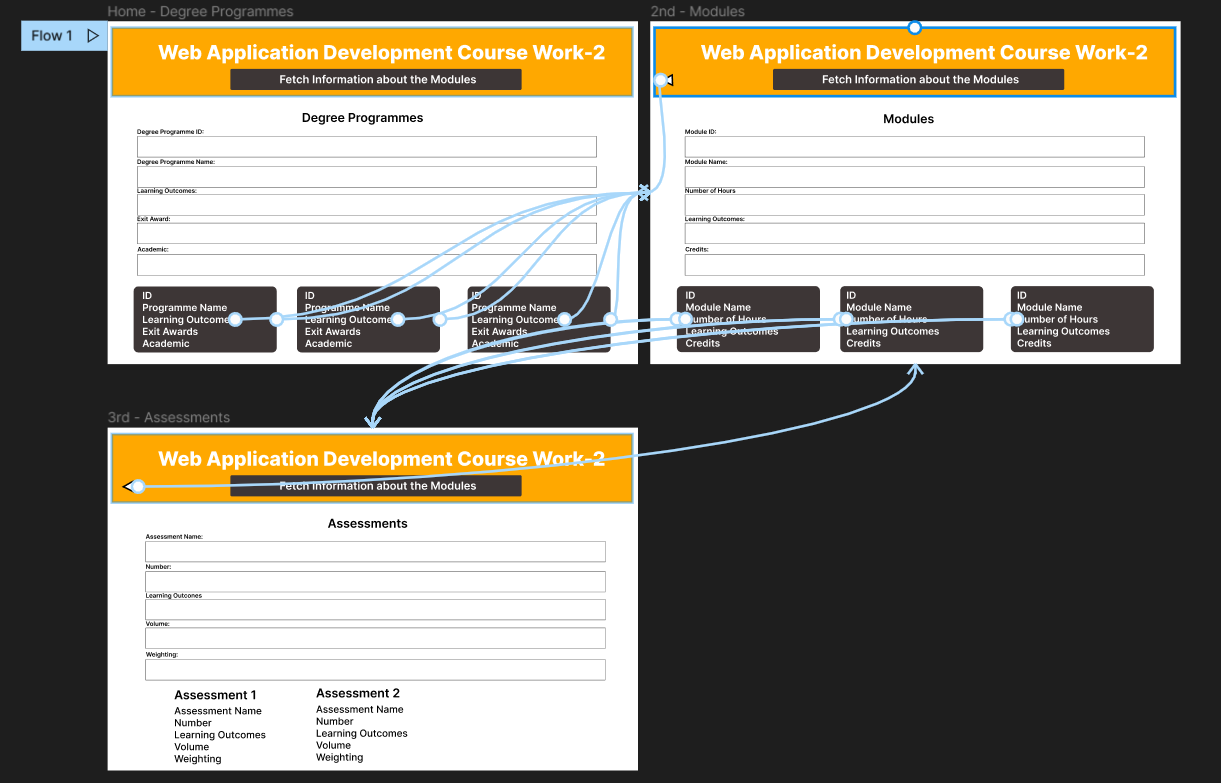 Flow 1
Home - Degree Programmes
Web Application Development Course Work-2
Fetch Information about the Modules
Degree Programmes
Degree Programme ID:
Degree Programme Name:
Laarning Outcomes:
Exit Award:
Academic:
ID
Programme Name
Learning Outcome
Exit Awards
Academic
ID
Programme Name
Learning Outcome
Exit Awards
Academic
ID
Programme Name
Learning Outcome
Exit Awards
Academic
2nd - Modules
Web Application Development Course Work-2
Fetch Information about the Modules
Modules
Module ID:
Module Name:
Number of Hours
Learning Outcomes:
Credits:
ID
Module Name
Number of Hours
Learning Outcomes
Credits
ID
Module Name
Number of Hours
Learning Outcomes
Credits
ID
Module Name
Number of Hours
Learning Outcomes
Credits
3rd - Assessments
Web Application Development Course Work-2
Fetch Information about the Modules
Assessments
Assessment Name:
Number:
Learning Outcones
Volume:
Weighting:
Assessment 1
Assessment Name
Number
Learning Outcomes
Volume
Weighting
Assessment 2
Assessment Name
Number
Learning Outcomes
Volume
Weighting